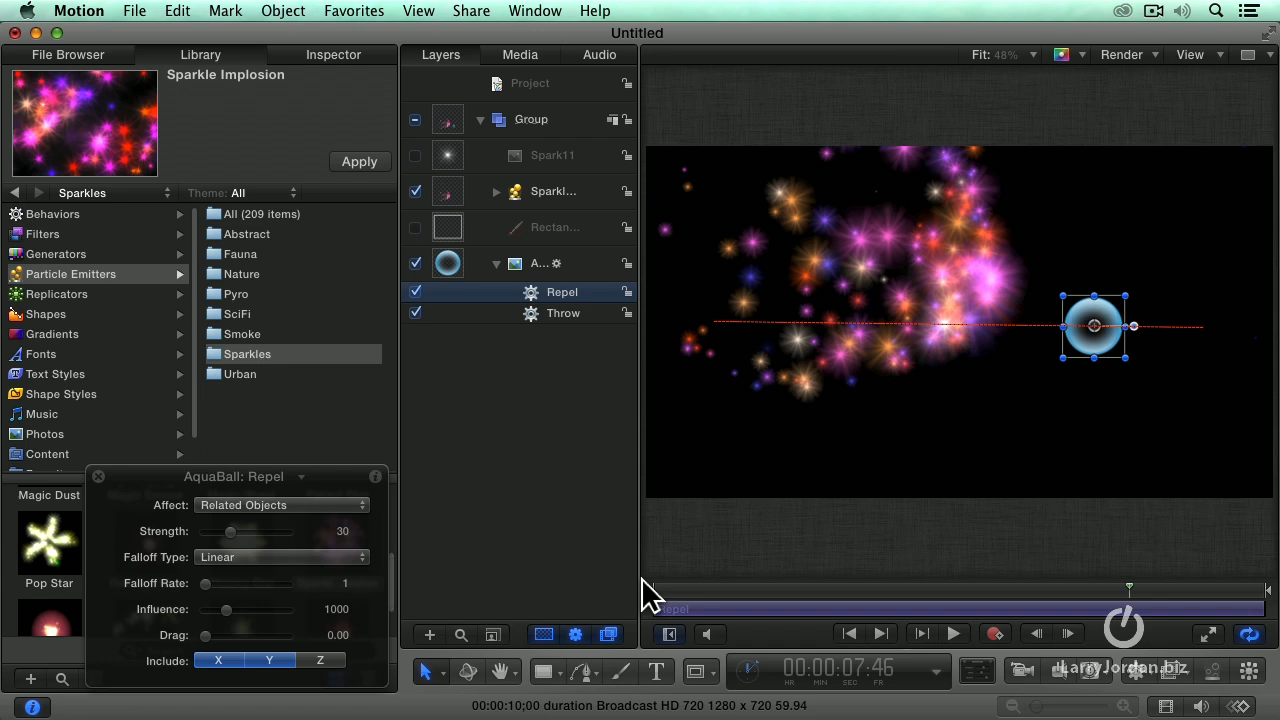 Motion File Edit Mark Object Favorites View Share Window Help
Untitled
File Browser Library Inspector
Layers Media Audio
Fit: 48% Render View
Sparkle Implosion
Apply
Sparkles Theme: All
Behaviors
Filters
Generators
Particle Emitters
Replicators
Shapes
Gradients
Fonts
Text Styles
Shape Styles
Music
Photos
Content
All (209 items)
Abstract
Fauna
Nature
Pyro
SciFi
Smoke
Sparkles
Urban
Project
Group
Spark11
Sparkl...
Rectan...
A...
Repel
Throw
Magic Dust
Pop Star
AquaBall: Repel
Affect: Related Objects
Strength: 30
Falloff Type: Linear
Falloff Rate: 1
Influence: 1000
Drag: 0.00
Include: X Y Z
Repel
00:00:07:46
HR MIN SEC FR
LarryJordan.biz
00:00:10;00 duration Broadcast HD 720 1280 x 720 59.94